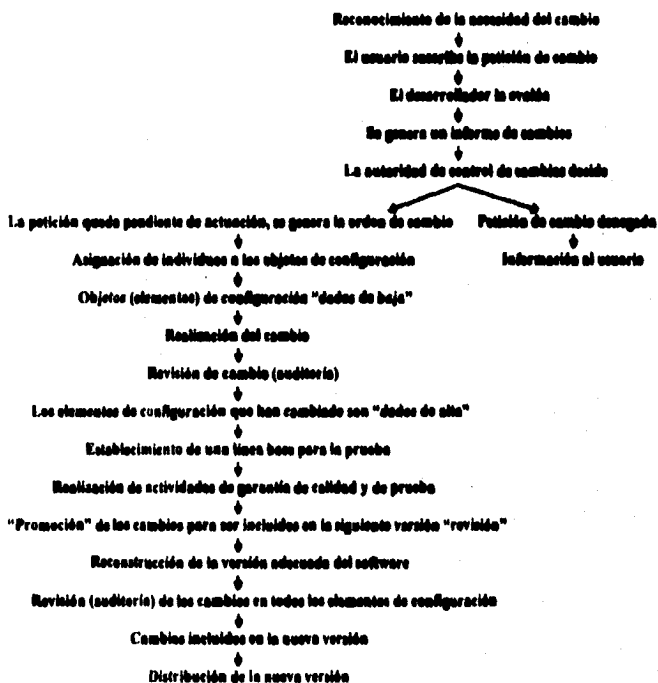 Reconocimiento de la necesidad del cambio
El usuario suscribe la petición de cambio
El desarrollador la evalúa
Se genera un informe de cambios
La autoridad de control de cambios decide
La petición queda pendiente de actuación, se genera la orden de cambio
Petición de cambio denegada
Asignación de individuos a los objetos de configuración
Información al usuario
Objetos (elementos) de configuración "dados de baja"
Realización del cambio
Revisión de cambio (auditoría)
Los elementos de configuración que han cambiado son "dados de alta"
Establecimiento de una línea base para la prueba
Realización de actividades de garantía de calidad y de prueba
"Promoción" de los cambios para ser incluidos en la siguiente versión "revisión"
Reconstrucción de la versión adecuada del software
Revisión (auditoría) de los cambios en todos los elementos de configuración
Cambios incluidos en la nueva versión
Distribución de la nueva versión